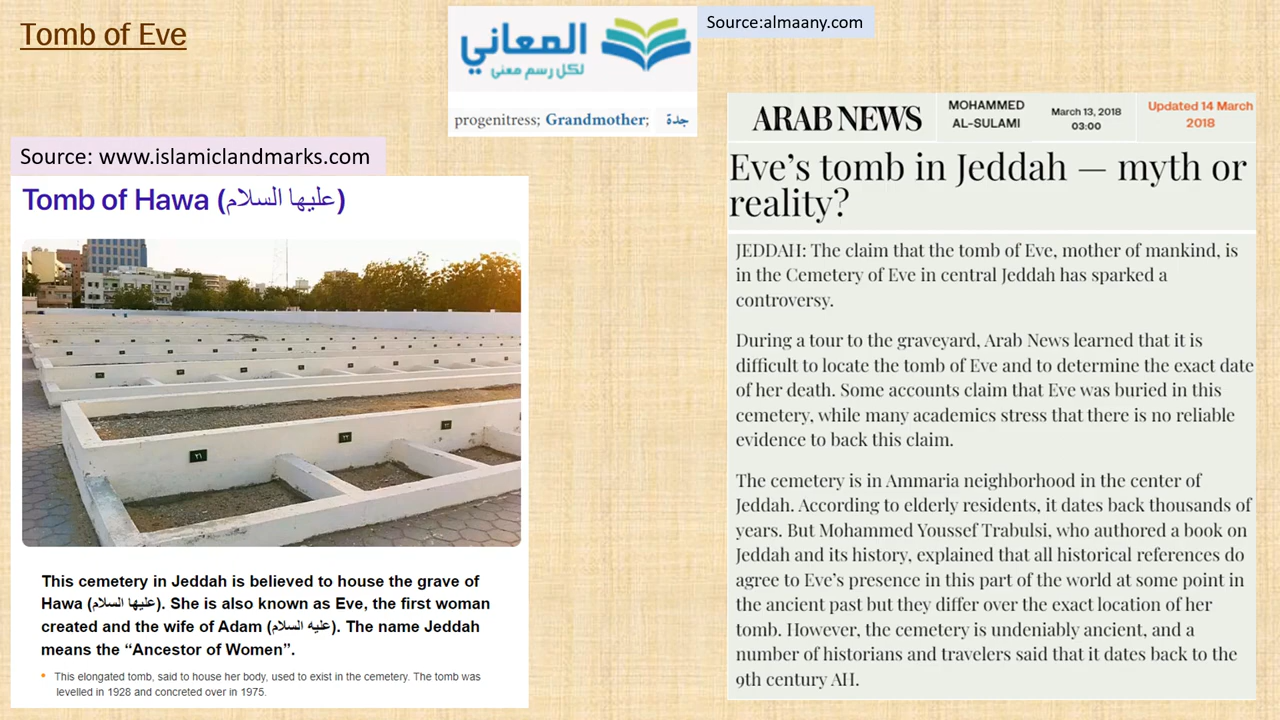 Tomb of Eve
المعاني
لكل رسم معنى
progenitress; Grandmother; جدة
Source:almaany.com
Source: www.islamiclandmarks.com
Tomb of Hawa (عليها السلام)
٢١
٢٢
٢٣
This cemetery in Jeddah is believed to house the grave of
Hawa (عليها السلام). She is also known as Eve, the first woman
created and the wife of Adam (عليه السلام). The name Jeddah
means the “Ancestor of Women”.
• This elongated tomb, said to house her body, used to exist in the cemetery. The tomb was
levelled in 1928 and concreted over in 1975.
ARAB NEWS
MOHAMMED
AL-SULAMI
March 13, 2018
03:00
Updated 14 March
2018
Eve’s tomb in Jeddah — myth or
reality?
JEDDAH: The claim that the tomb of Eve, mother of mankind, is
in the Cemetery of Eve in central Jeddah has sparked a
controversy.
During a tour to the graveyard, Arab News learned that it is
difficult to locate the tomb of Eve and to determine the exact date
of her death. Some accounts claim that Eve was buried in this
cemetery, while many academics stress that there is no reliable
evidence to back this claim.
The cemetery is in Ammaria neighborhood in the center of
Jeddah. According to elderly residents, it dates back thousands of
years. But Mohammed Youssef Trabulsi, who authored a book on
Jeddah and its history, explained that all historical references do
agree to Eve’s presence in this part of the world at some point in
the ancient past but they differ over the exact location of her
tomb. However, the cemetery is undeniably ancient, and a
number of historians and travelers said that it dates back to the
9th century AH.